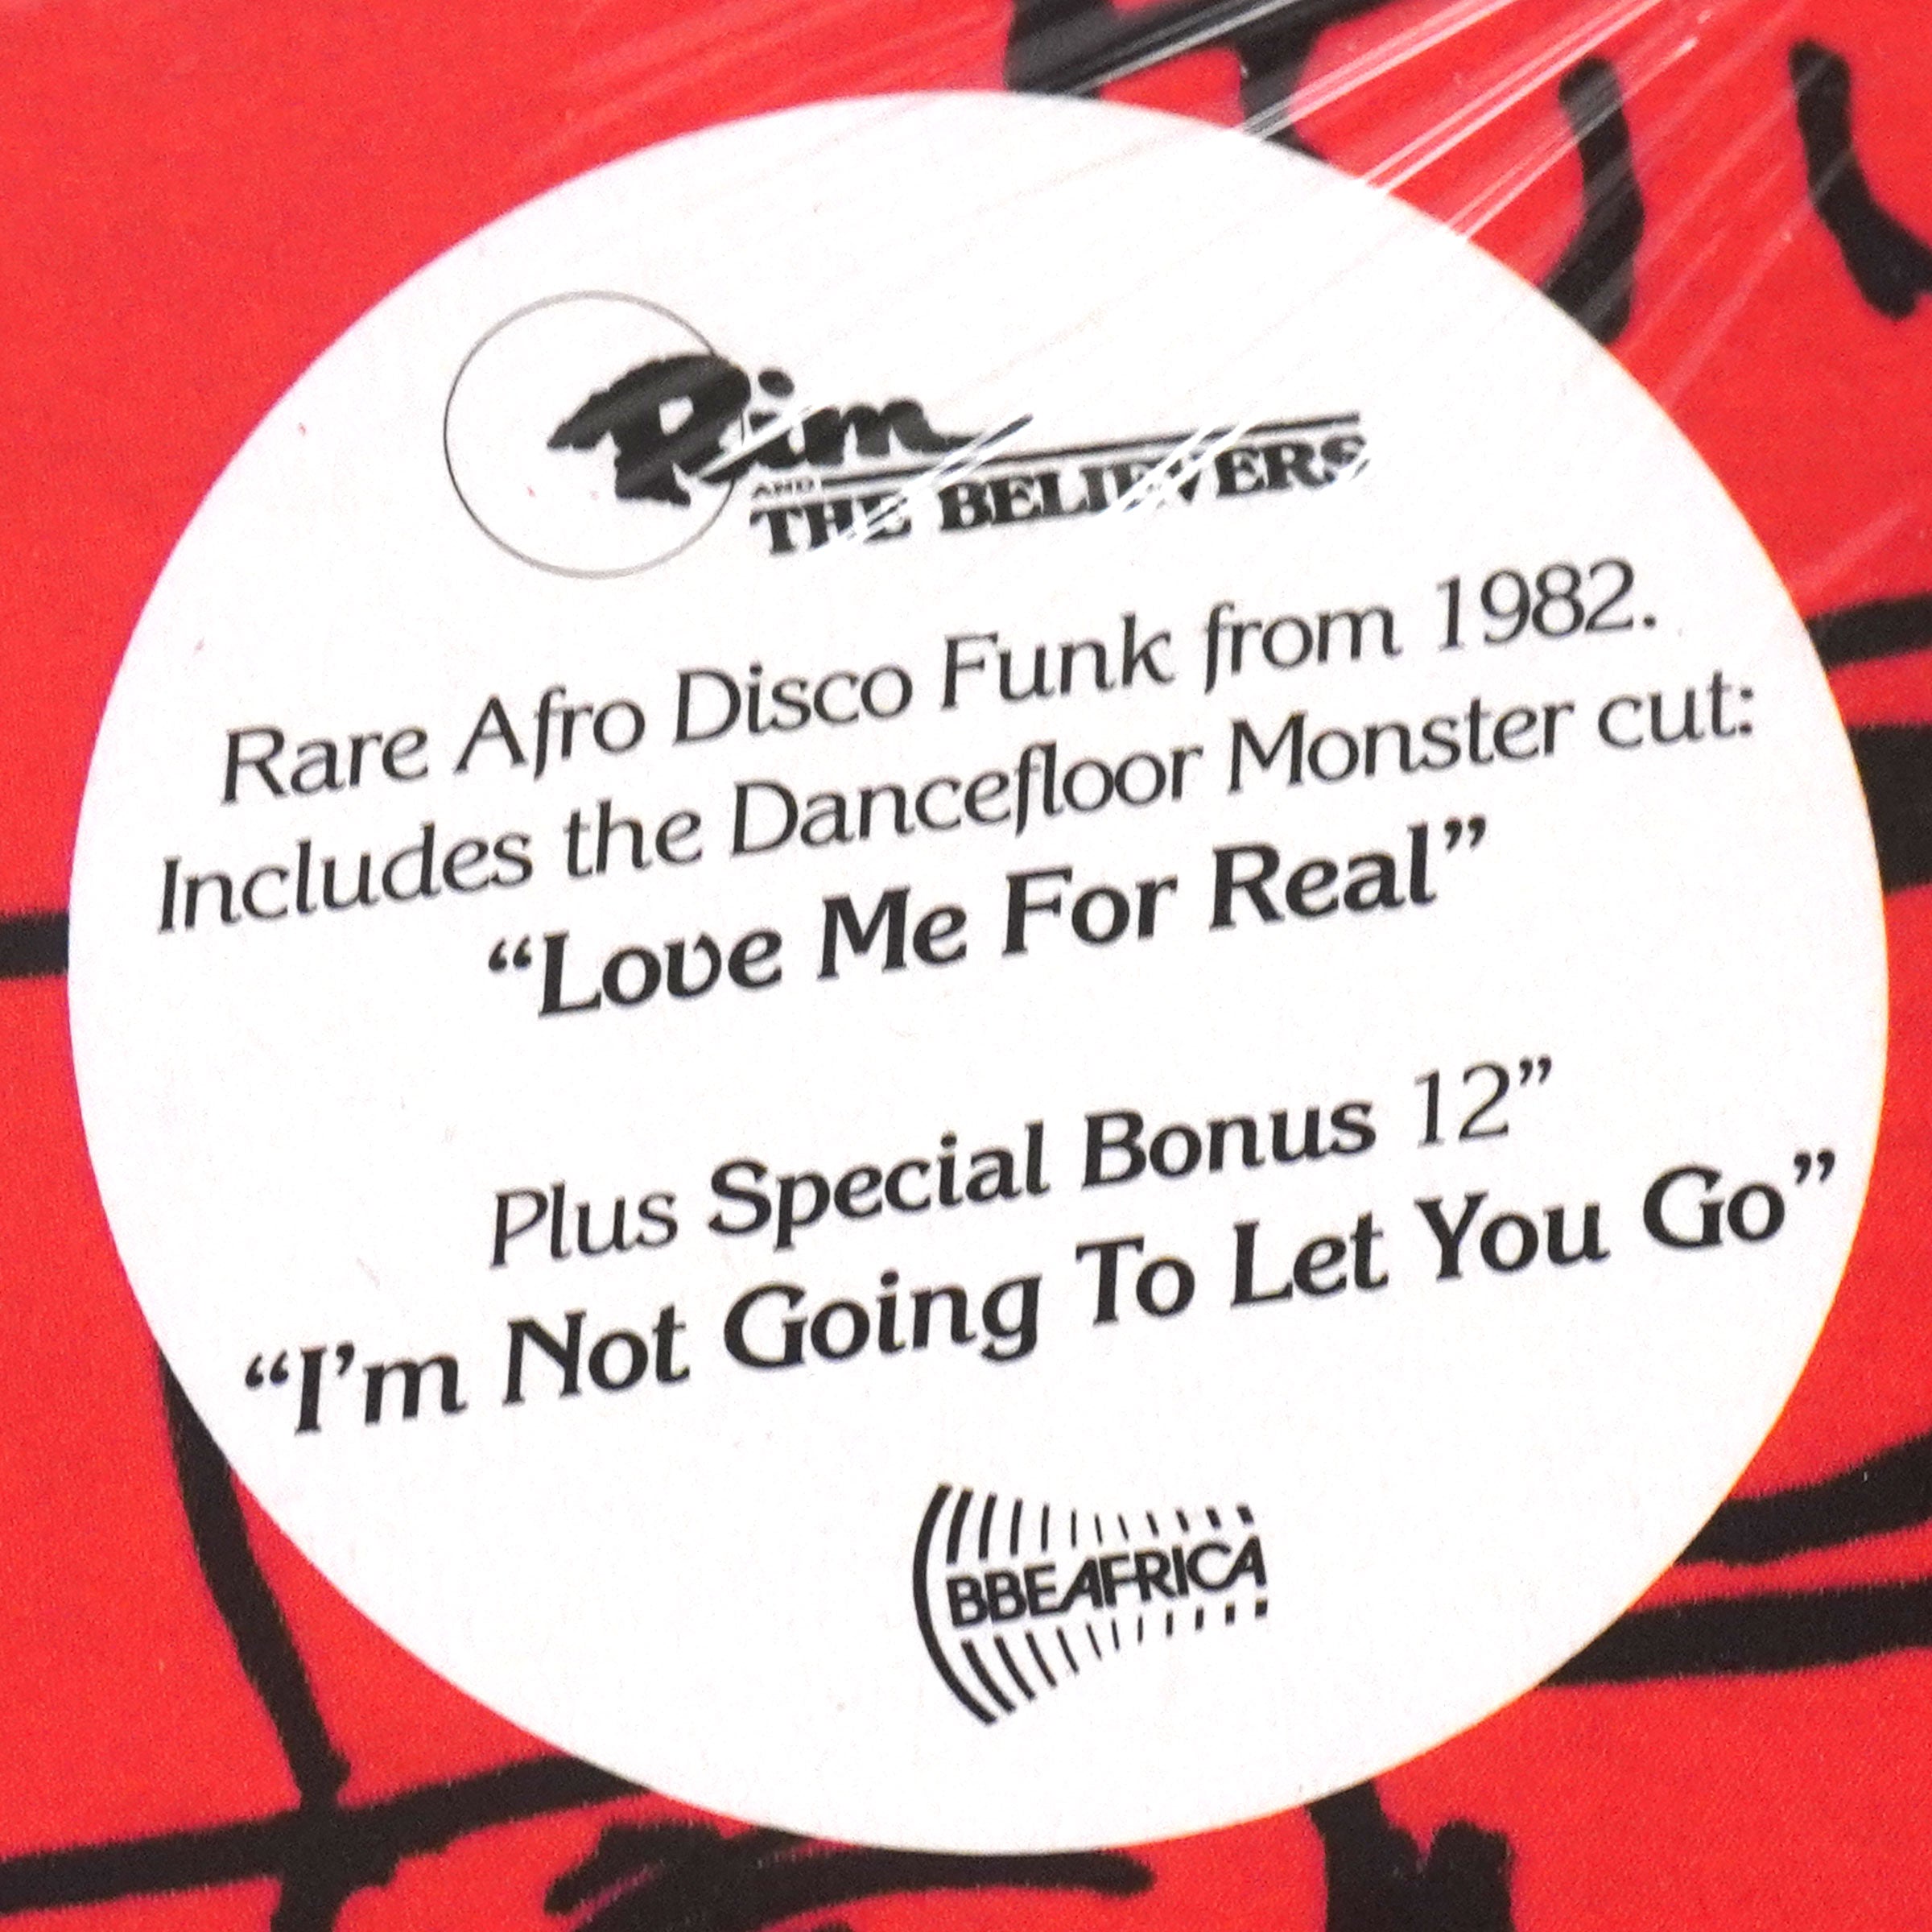 Rim
AND
THE BELIEVERS
Rare Afro Disco Funk from 1982.
Includes the Dancefloor Monster cut:
“Love Me For Real”
Plus Special Bonus 12”
“I’m Not Going To Let You Go”
BBEAFRICA